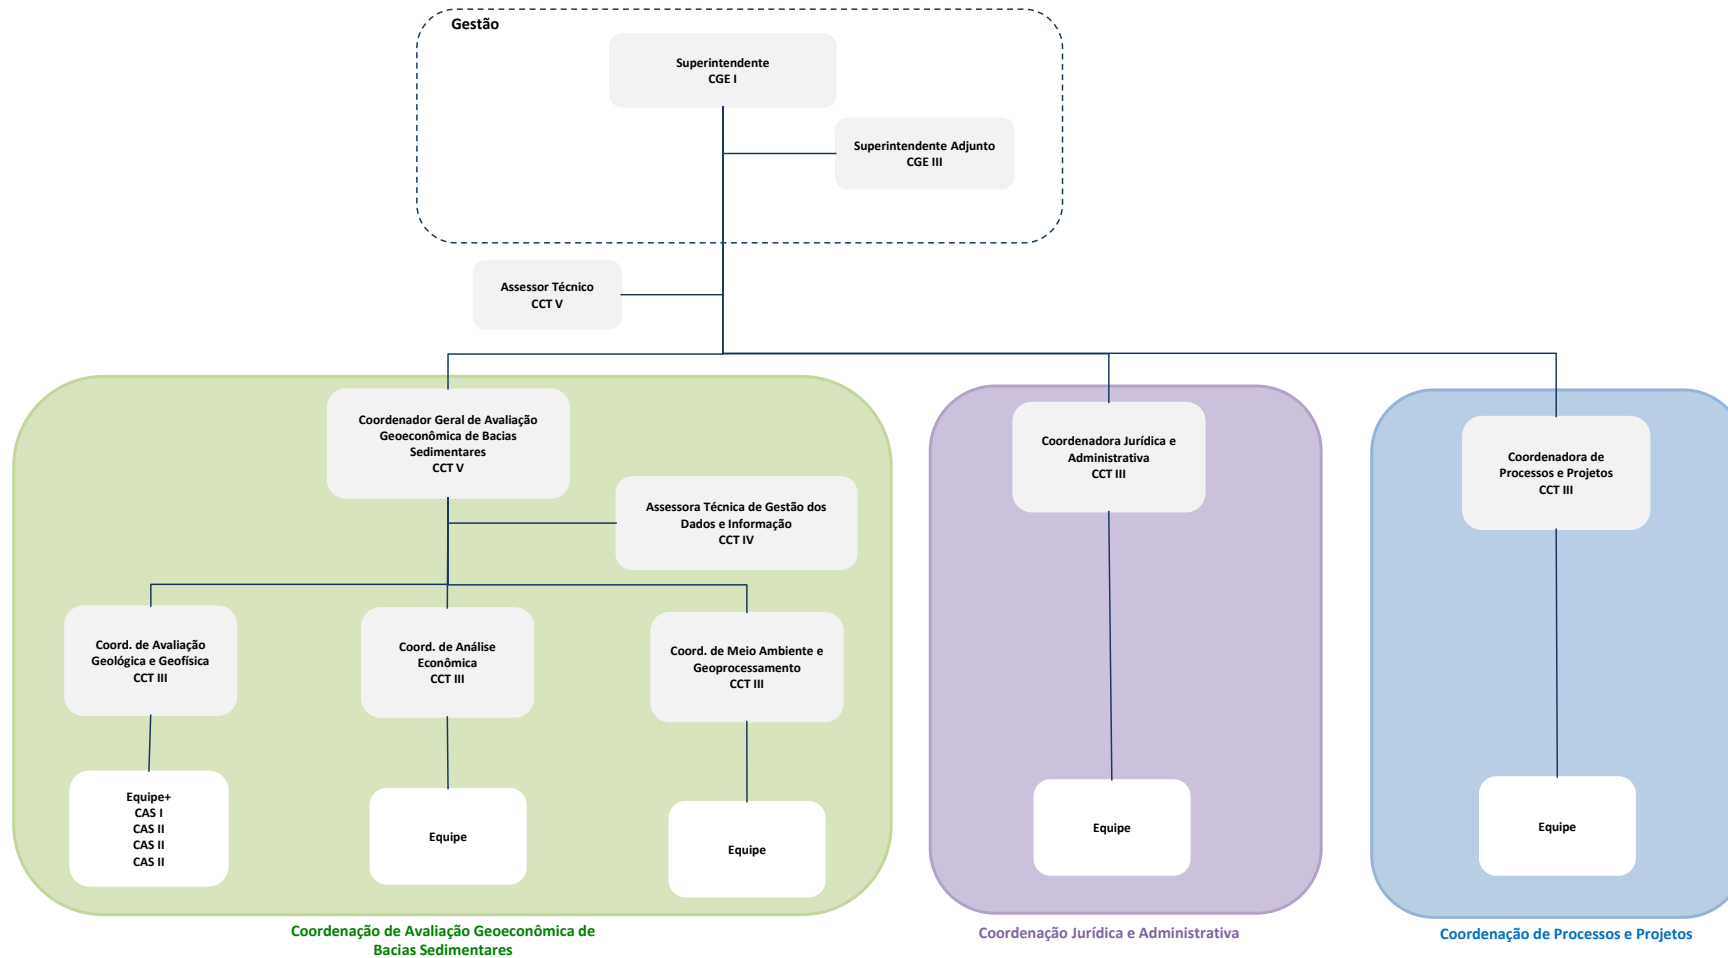 Gestão
Superintendente
CGE I
Superintendente Adjunto
CGE III
Assessor Técnico
CCT V
Coordenador Geral de Avaliação
Geoeconômica de Bacias
Sedimentares
CCT V
Assessora Técnica de Gestão dos
Dados e Informação
CCT IV
Coord. de Avaliação
Geológica e Geofísica
CCT III
Coord. de Análise
Econômica
CCT III
Coord. de Meio Ambiente e
Geoprocessamento
CCT III
Equipe+
CAS I
CAS II
CAS II
CAS II
Equipe
Equipe
Coordenação de Avaliação Geoeconômica de
Bacias Sedimentares
Coordenadora Jurídica e
Administrativa
CCT III
Equipe
Coordenação Jurídica e Administrativa
Coordenadora de
Processos e Projetos
CCT III
Equipe
Coordenação de Processos e Projetos